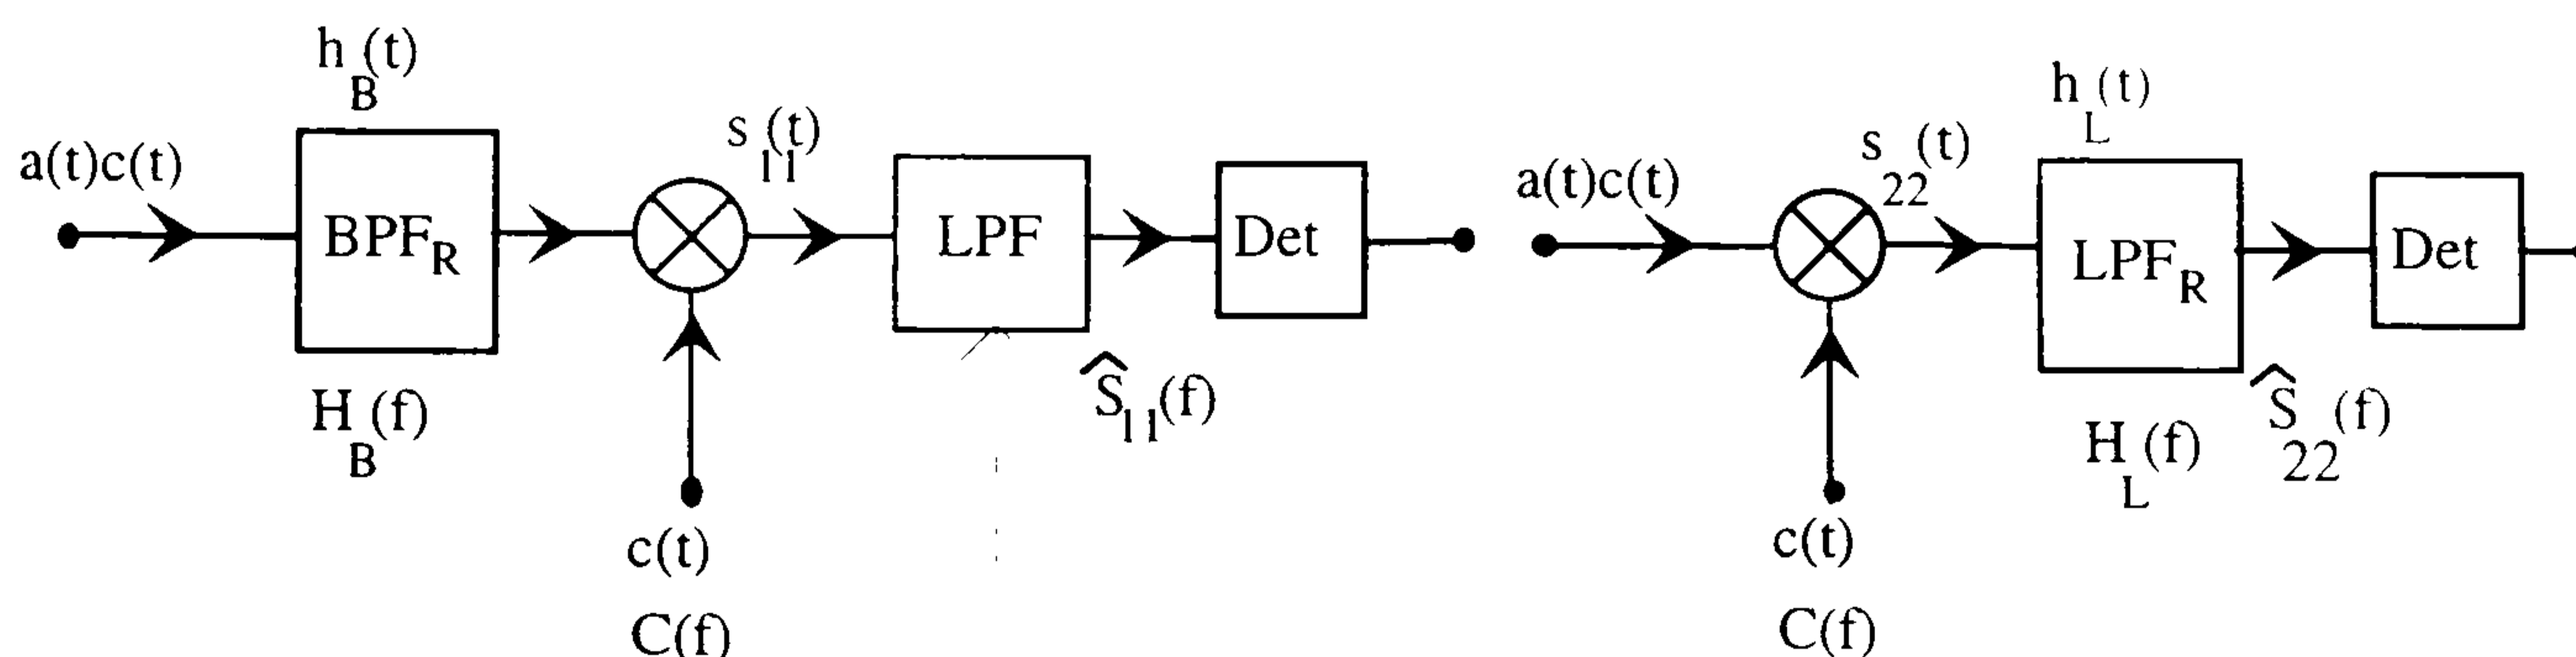 h_B(t)
a(t)c(t)
BPF_R
H_B(f)
s_11(t)
c(t)
C(f)
LPF
Ŝ_11(f)
Det
a(t)c(t)
s_22(t)
c(t)
C(f)
h_L(t)
LPF_R
H_L(f)
Ŝ_22(f)
Det